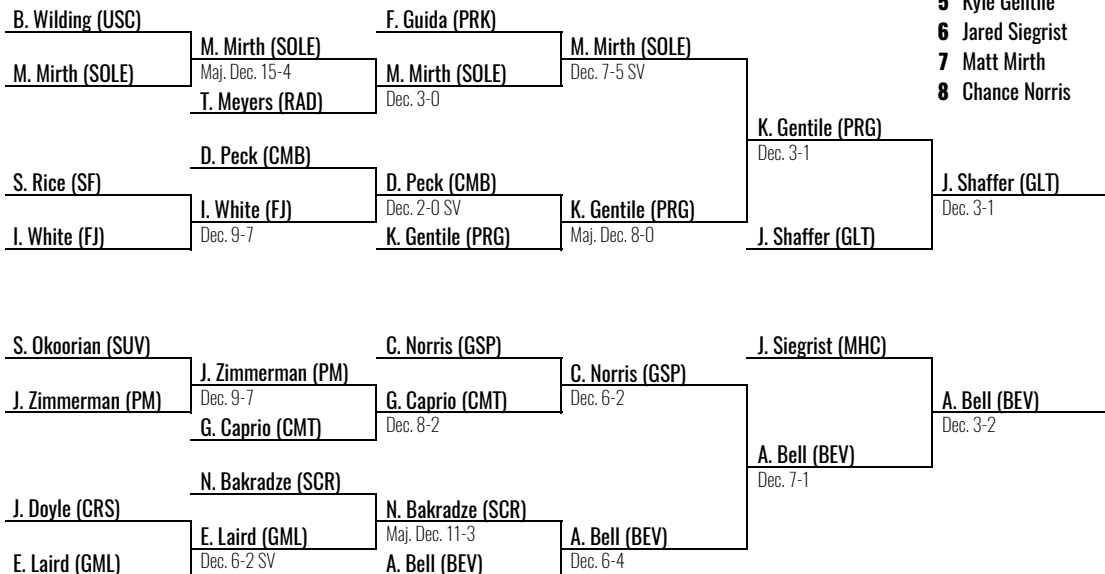 5 Kyle Gentile
6 Jared Siegrist
7 Matt Mirth
8 Chance Norris
B. Wilding (USC)
M. Mirth (SOLE)
S. Rice (SF)
I. White (FJ)
M. Mirth (SOLE)
Maj. Dec. 15-4
T. Meyers (RAD)
D. Peck (CMB)
I. White (FJ)
Dec. 9-7
F. Guida (PRK)
M. Mirth (SOLE)
Dec. 3-0
D. Peck (CMB)
Dec. 2-0 SV
K. Gentile (PRG)
M. Mirth (SOLE)
Dec. 7-5 SV
K. Gentile (PRG)
Maj. Dec. 8-0
K. Gentile (PRG)
Dec. 3-1
J. Shaffer (GLT)
J. Shaffer (GLT)
Dec. 3-1
S. Okoorian (SUV)
J. Zimmerman (PM)
J. Doyle (CRS)
E. Laird (GML)
J. Zimmerman (PM)
Dec. 9-7
G. Caprio (CMT)
N. Bakradze (SCR)
E. Laird (GML)
Dec. 6-2 SV
C. Norris (GSP)
G. Caprio (CMT)
Dec. 8-2
N. Bakradze (SCR)
Maj. Dec. 11-3
A. Bell (BEV)
C. Norris (GSP)
Dec. 6-2
A. Bell (BEV)
Dec. 6-4
J. Siegrist (MHC)
A. Bell (BEV)
Dec. 7-1
A. Bell (BEV)
Dec. 3-2